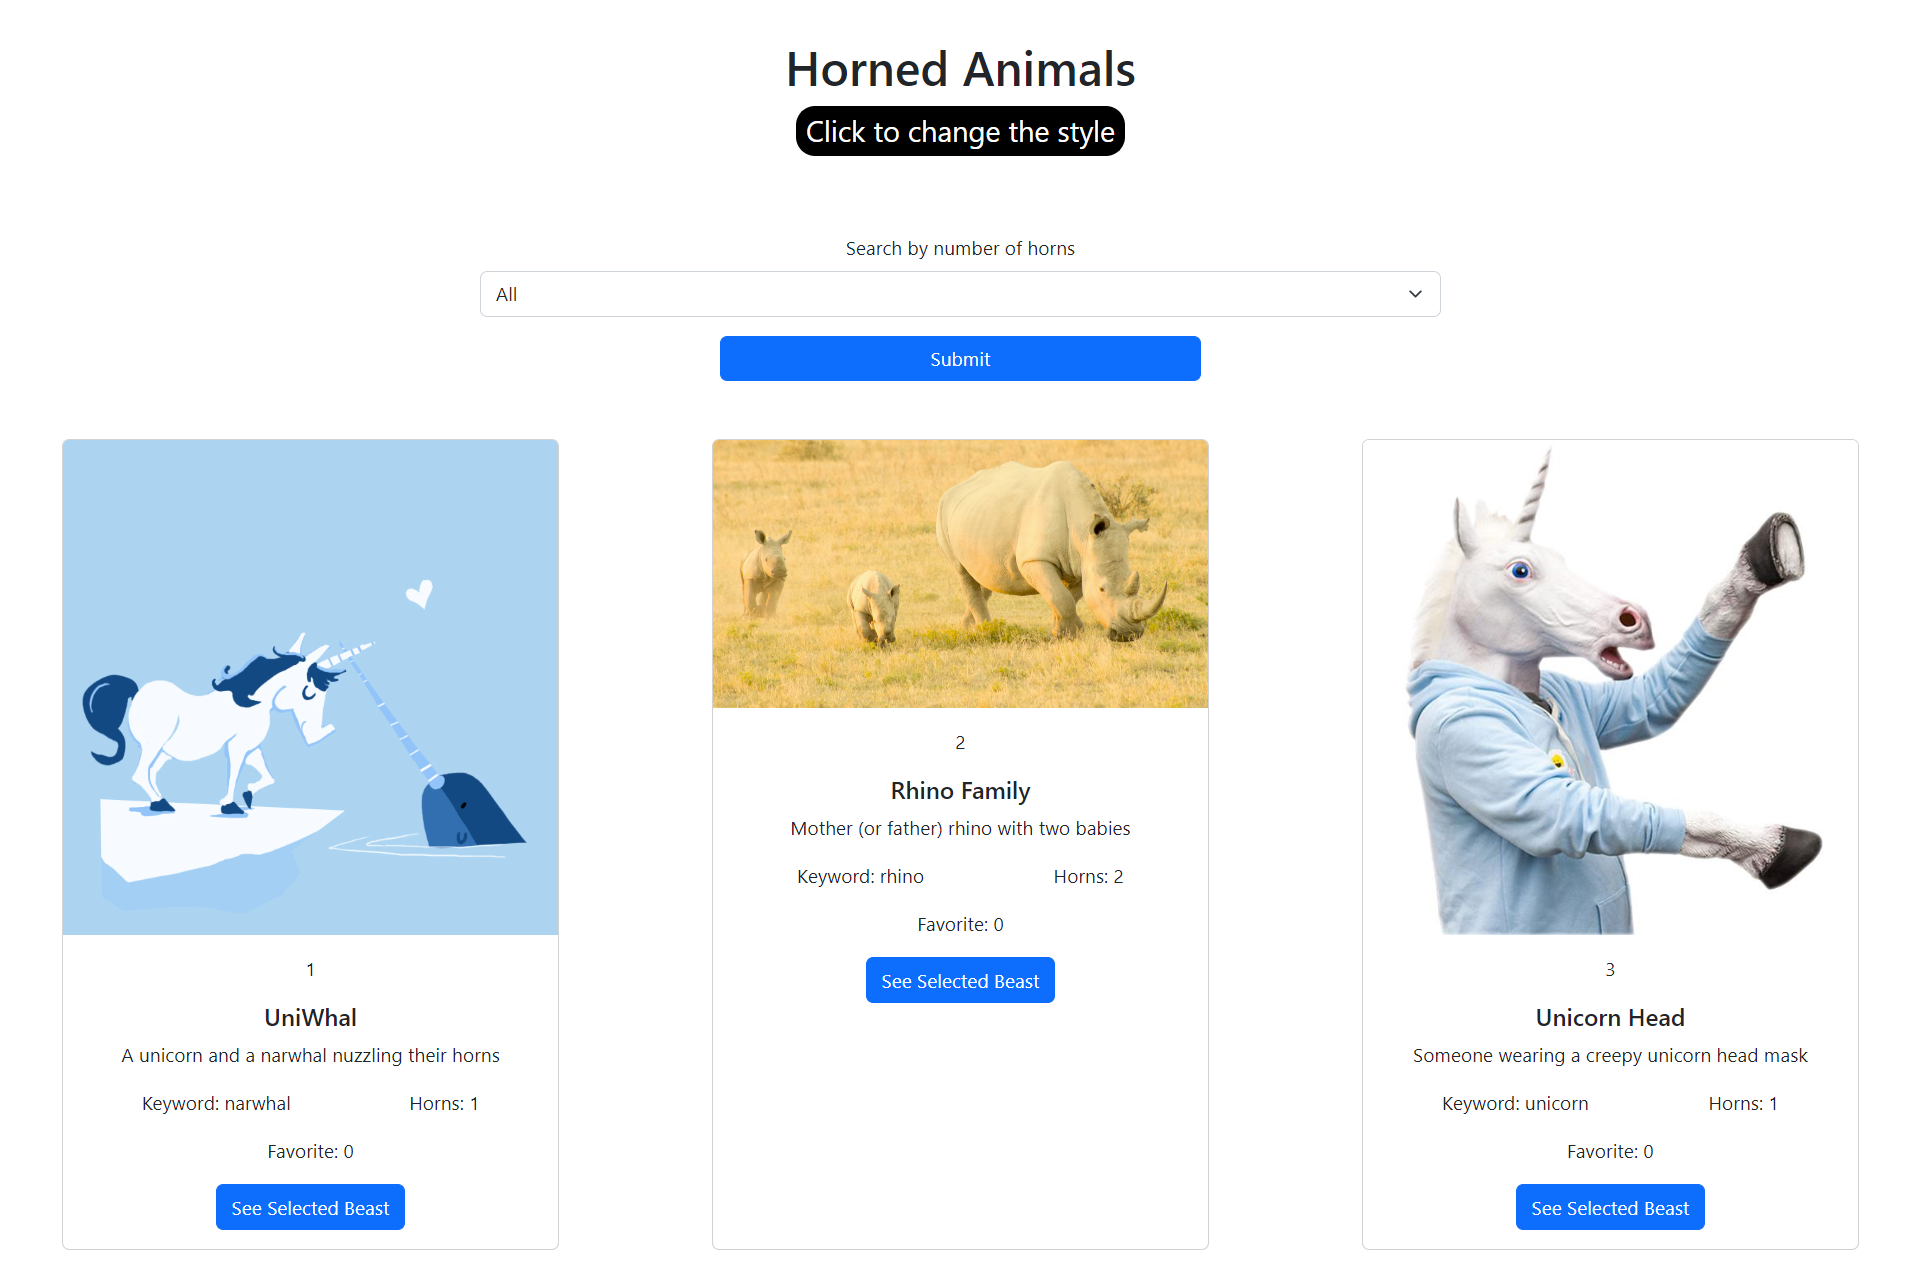 Horned Animals
Click to change the style
Search by number of horns
All
Submit
1
UniWhal
A unicorn and a narwhal nuzzling their horns
Keyword: narwhal
Horns: 1
Favorite: 0
See Selected Beast
2
Rhino Family
Mother (or father) rhino with two babies
Keyword: rhino
Horns: 2
Favorite: 0
See Selected Beast
3
Unicorn Head
Someone wearing a creepy unicorn head mask
Keyword: unicorn
Horns: 1
Favorite: 0
See Selected Beast